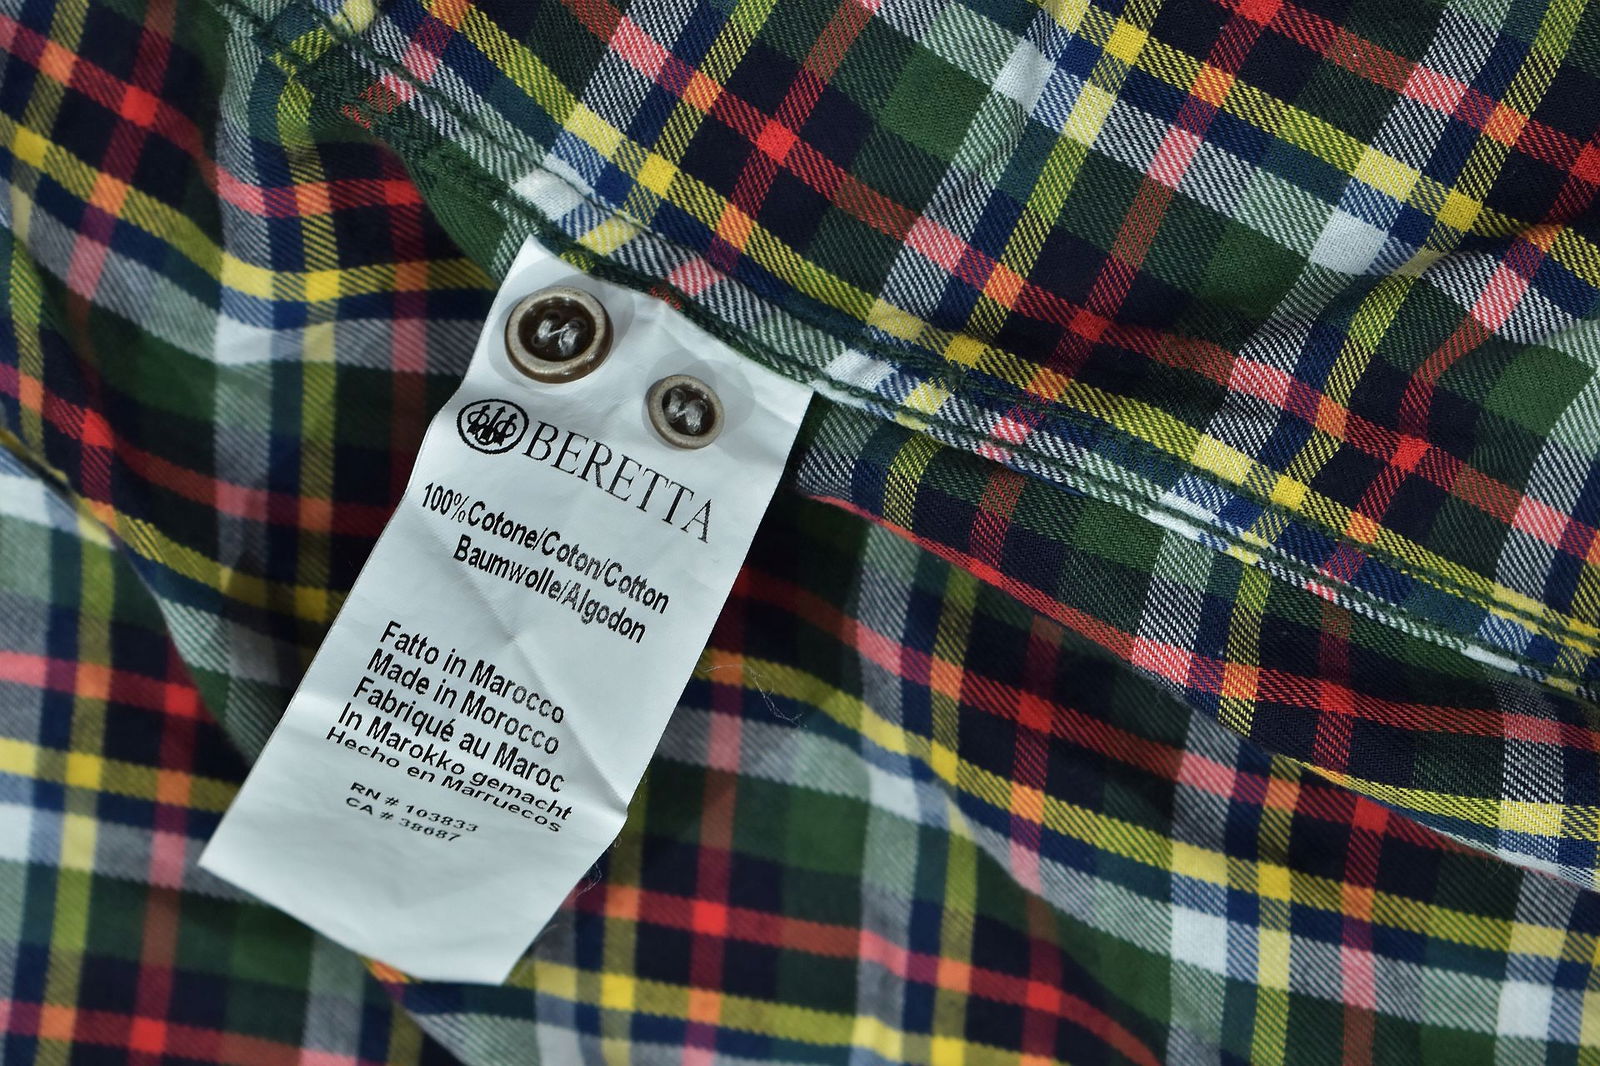 BERETTA
100%Cotone/Coton/Cotton
Baumwolle/Algodon
Fatto in Marocco
Made in Morocco
Fabriqué au Maroc
In Marokko gemacht
Hecho en Marruecos
RN # 103833
CA # 38687